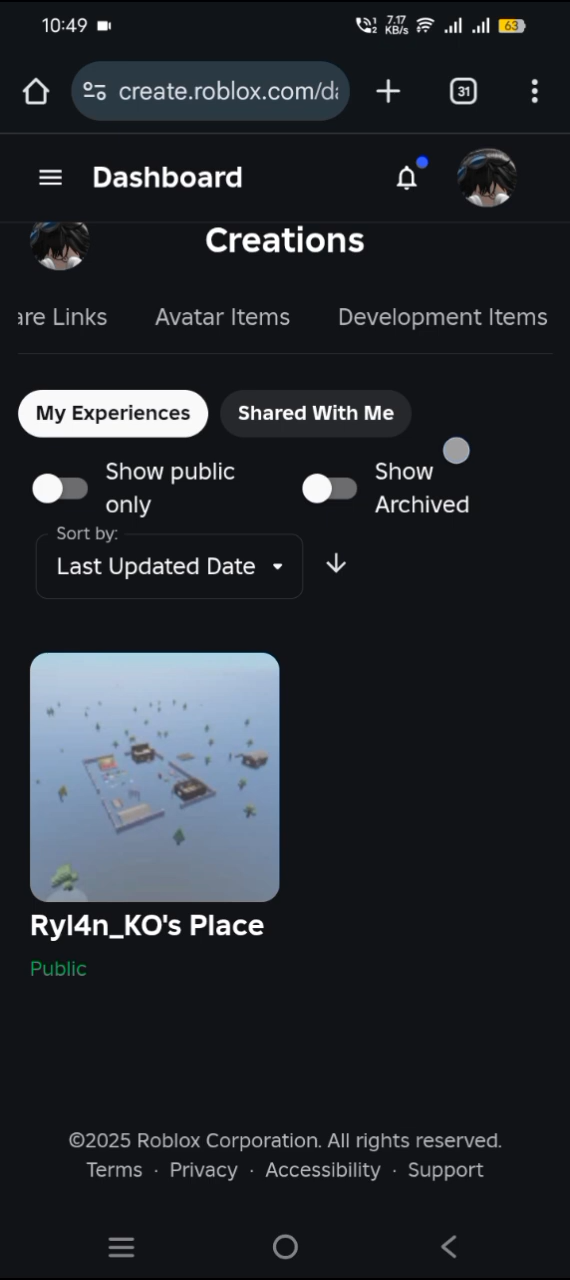 10:49
2 1 7.17 KB/s 63
create.roblox.com/da
31
Dashboard
Creations
are Links Avatar Items Development Items
My Experiences Shared With Me
Show public only
Show Archived
Sort by:
Last Updated Date
Ryl4n_KO's Place
Public
©2025 Roblox Corporation. All rights reserved.
Terms · Privacy · Accessibility · Support